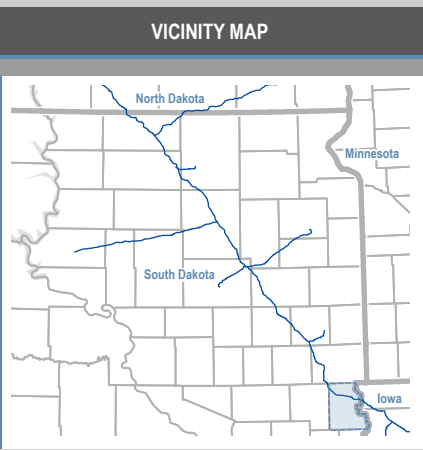 VICINITY MAP
North Dakota
Minnesota
South Dakota
Iowa